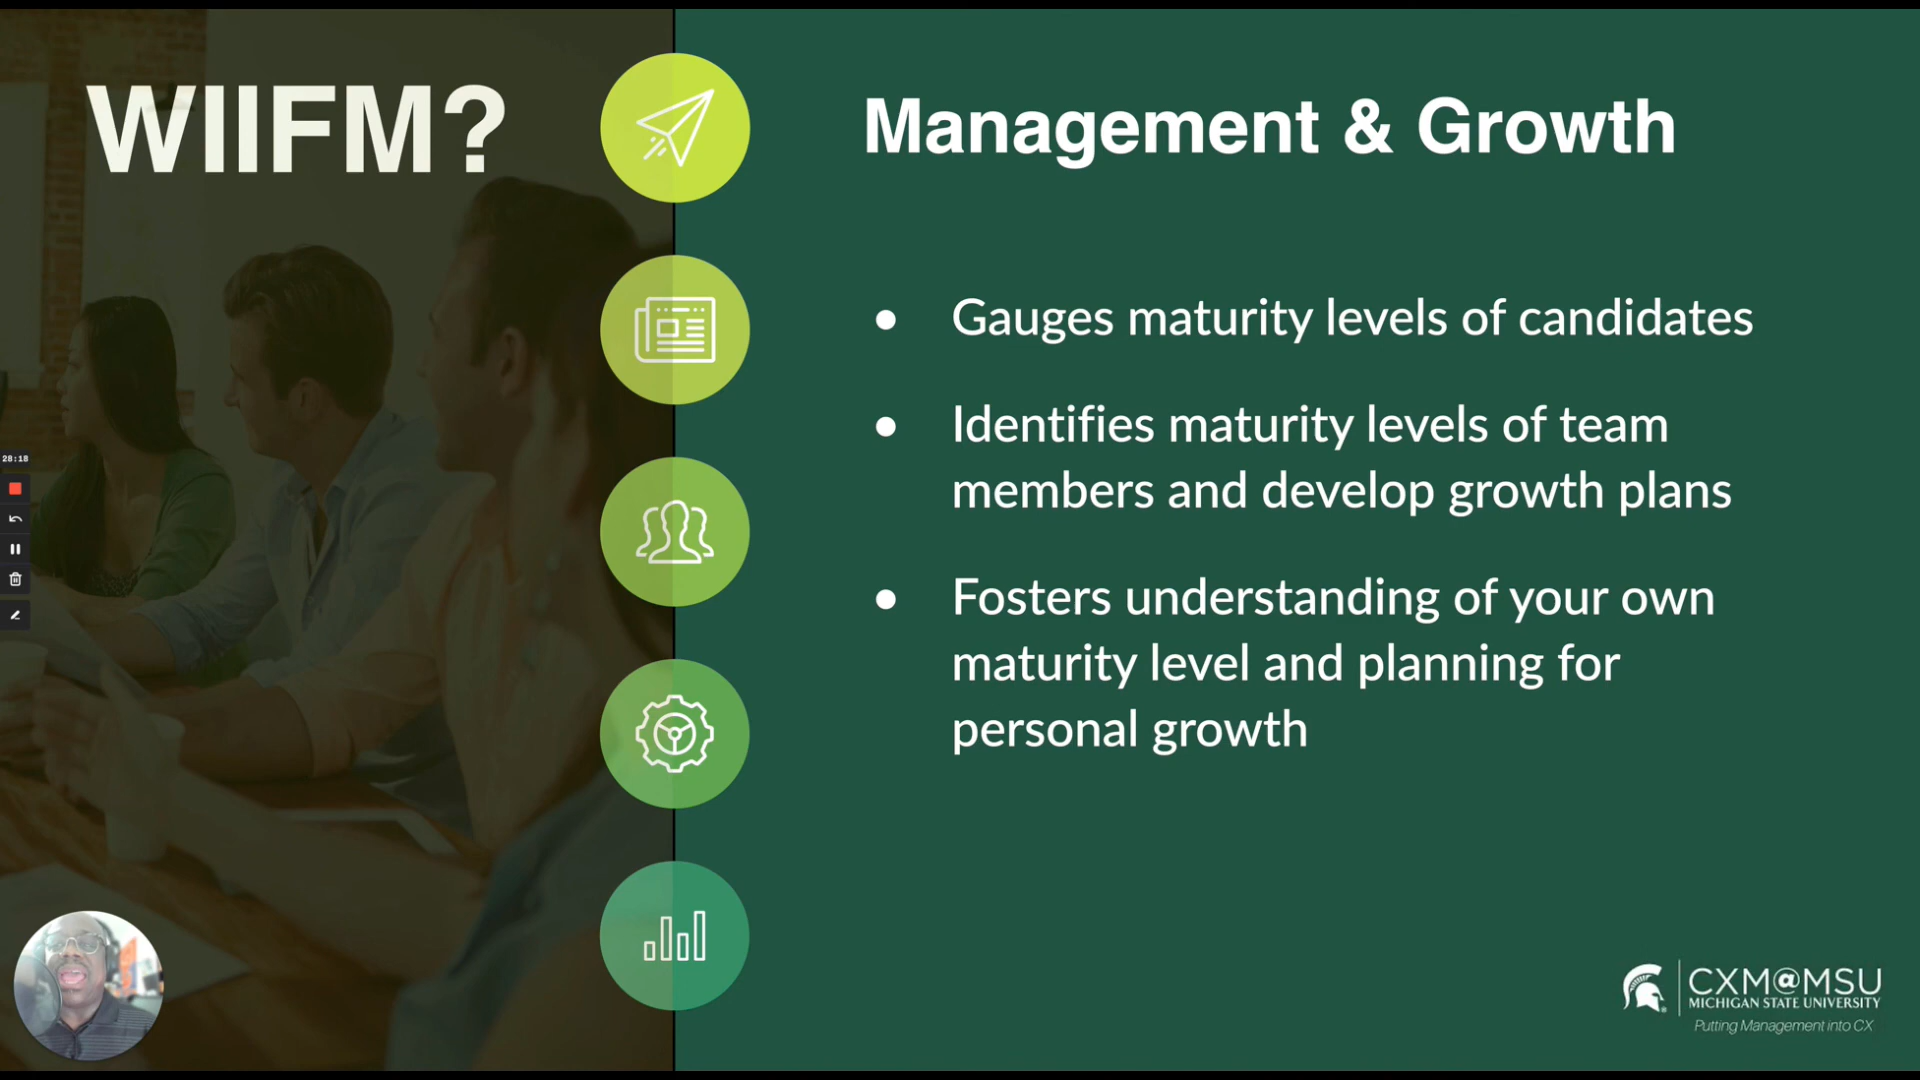 WIIFM?
Management & Growth
• Gauges maturity levels of candidates
• Identifies maturity levels of team
members and develop growth plans
• Fosters understanding of your own
maturity level and planning for
personal growth
28:18
CXM@MSU
MICHIGAN STATE UNIVERSITY
Putting Management into CX